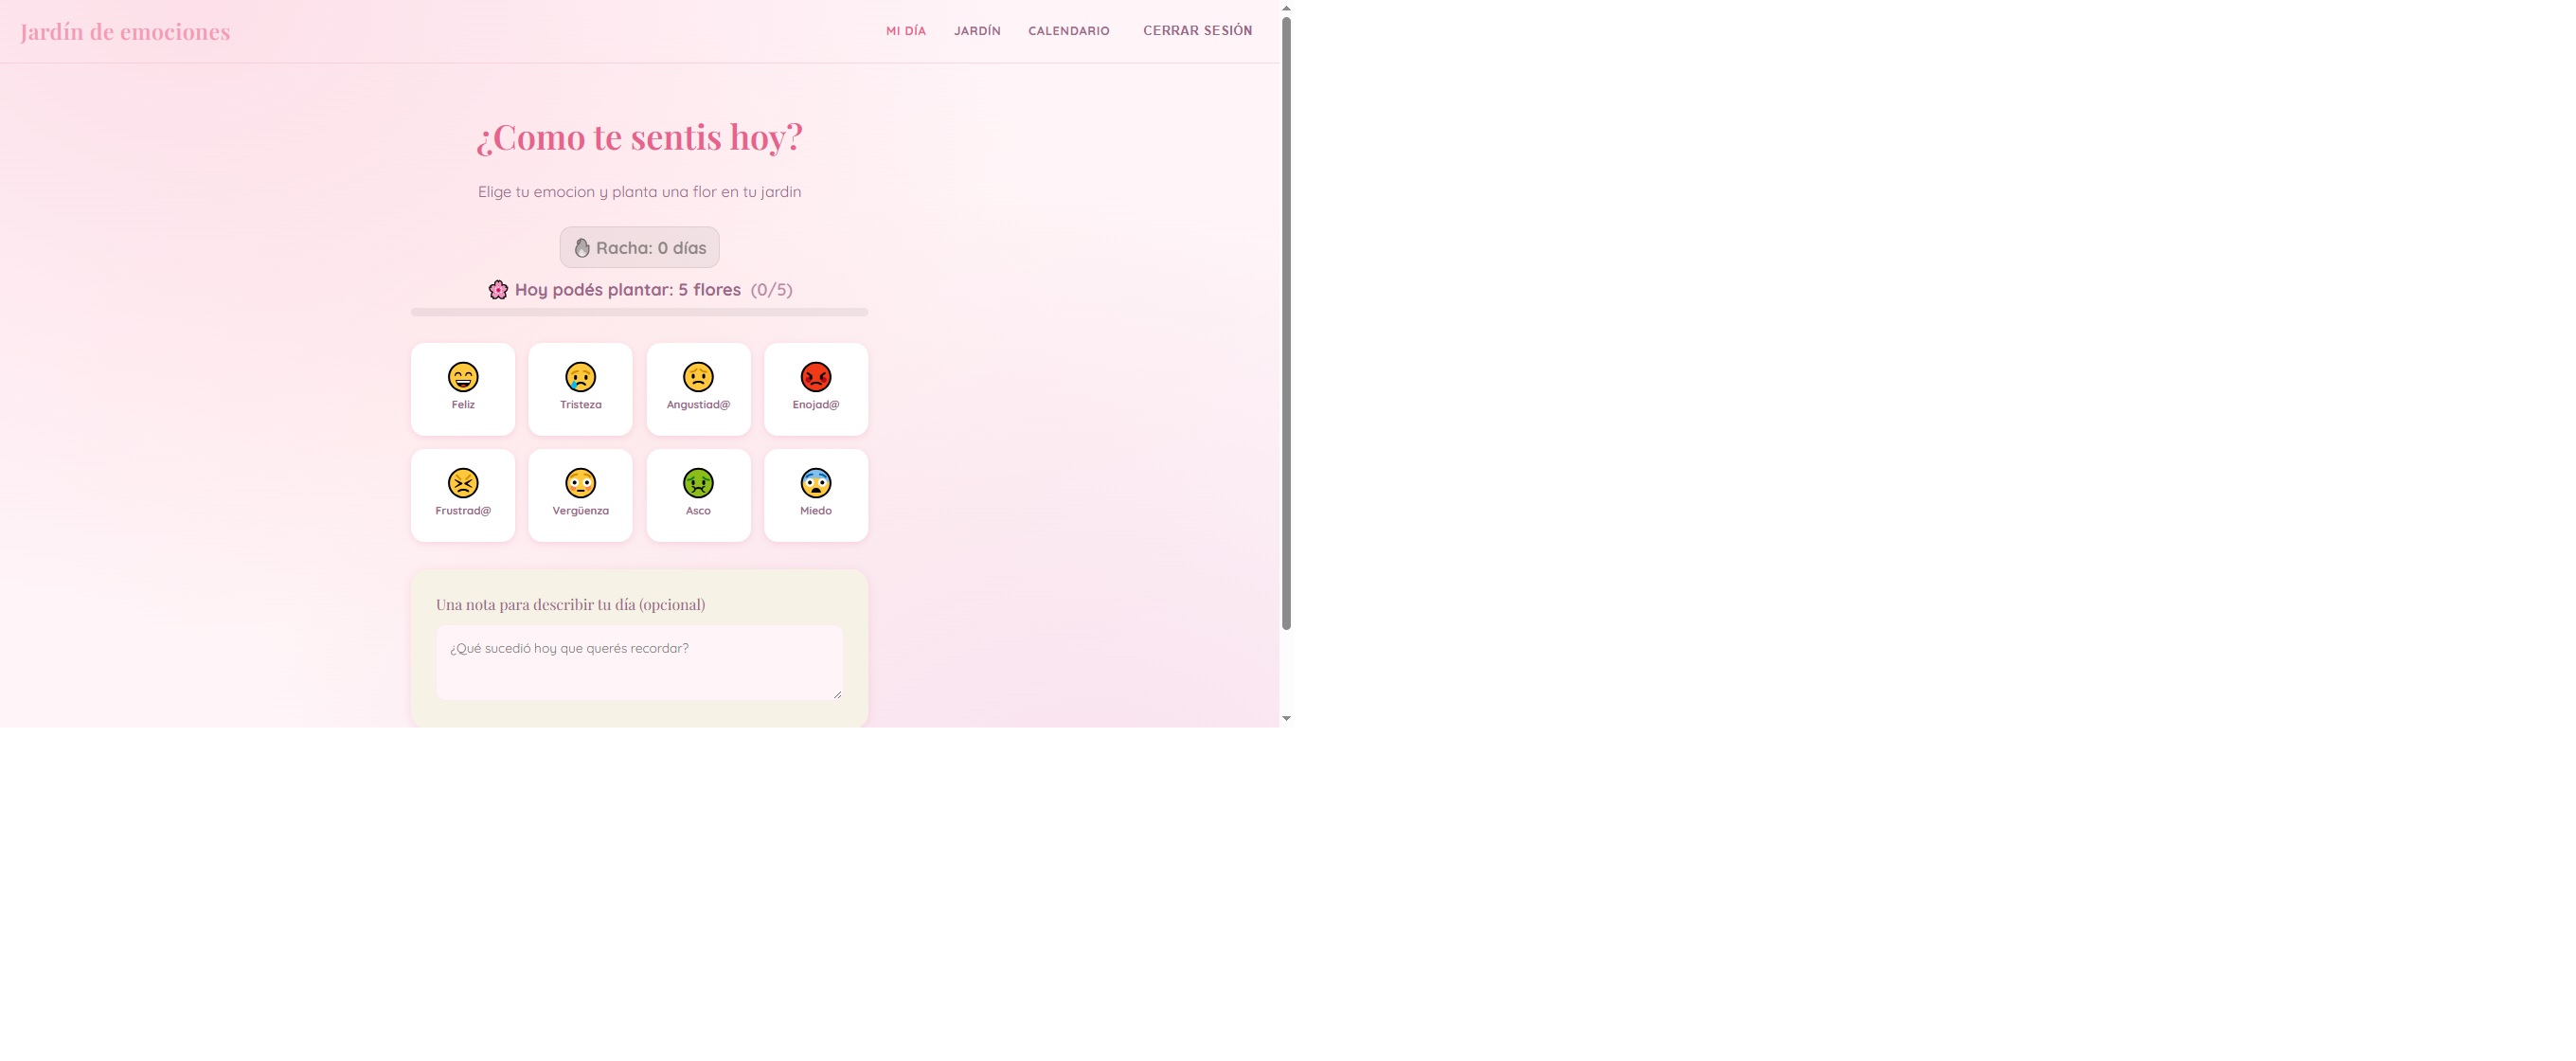 Jardín de emociones
MI DÍA JARDÍN CALENDARIO CERRAR SESIÓN
¿Como te sentis hoy?
Elige tu emocion y planta una flor en tu jardin
Racha: 0 días
Hoy podés plantar: 5 flores (0/5)
Feliz Tristeza Angustiad@ Enojad@
Frustrad@ Vergüenza Asco Miedo
Una nota para describir tu día (opcional)
¿Qué sucedió hoy que querés recordar?